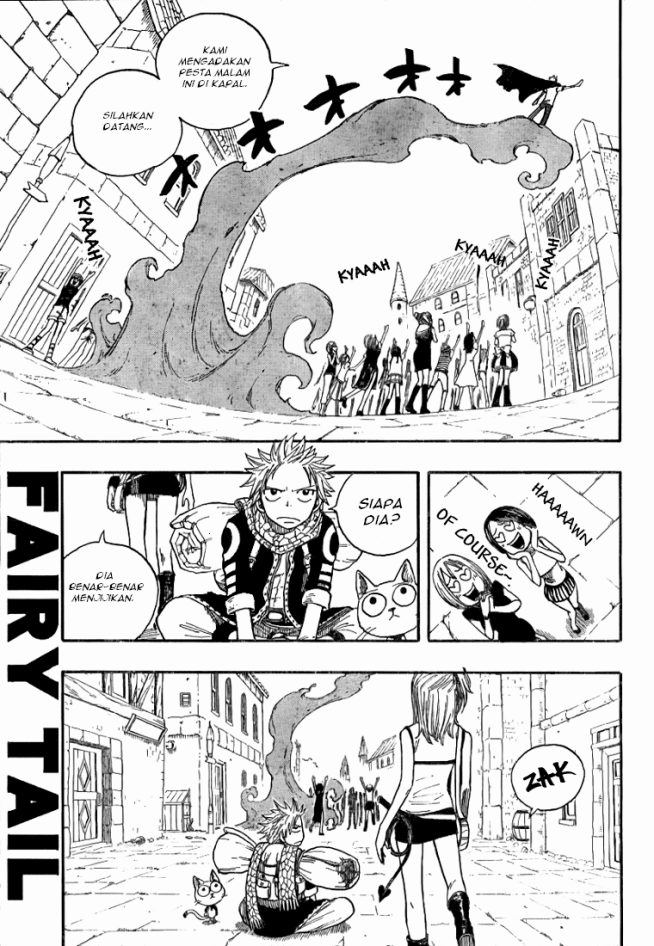 KAMI
MENGADAKAN
PESTA MALAM
INI DI KAPAL.
SILAHKAN
DATANG...
KYAAAH
KYAAAH
KYAAAH
KYAAAH
HAAAAAWN
OF COURSE~
SIAPA
DIA?
DIA
BENAR-BENAR
MENJIJIKAN.
ZAK
FAIRY TAIL